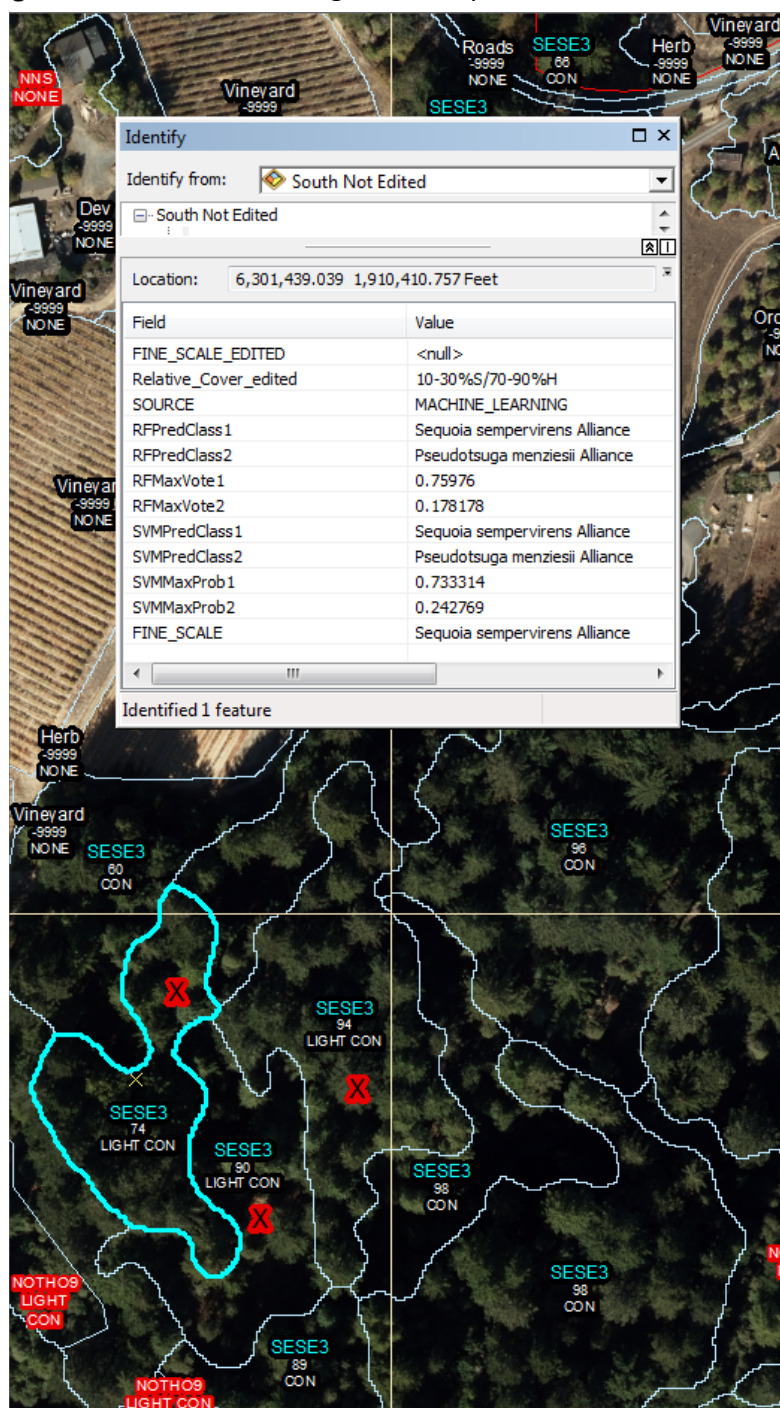 Vineyard
-9999
NONE
Roads
-9999
NONE
SESE3
66
CON
Herb
-9999
NONE
NNS
NONE
Vineyard
-9999
SESE3
Identify
Identify from:
South Not Edited
South Not Edited
Location:
6,301,439.039 1,910,410.757 Feet
Field Value
FINE_SCALE_EDITED <null>
Relative_Cover_edited 10-30%S/70-90%H
SOURCE MACHINE_LEARNING
RFPredClass1 Sequoia sempervirens Alliance
RFPredClass2 Pseudotsuga menziesii Alliance
RFMaxVote1 0.75976
RFMaxVote2 0.178178
SVMPredClass1 Sequoia sempervirens Alliance
SVMPredClass2 Pseudotsuga menziesii Alliance
SVMMaxProb1 0.733314
SVMMaxProb2 0.242769
FINE_SCALE Sequoia sempervirens Alliance
Identified 1 feature
Dev
-9999
NONE
Vineyard
-9999
NONE
Vineyar
-9999
NONE
Herb
-9999
NONE
Vineyard
-9999
NONE
SESE3
60
CON
SESE3
96
CON
X
SESE3
94
LIGHT CON
X
SESE3
74
LIGHT CON
SESE3
90
LIGHT CON
X
SESE3
98
CON
SESE3
98
CON
NOTHO9
LIGHT
CON
SESE3
89
CON
NOTHO9
LIGHT CON